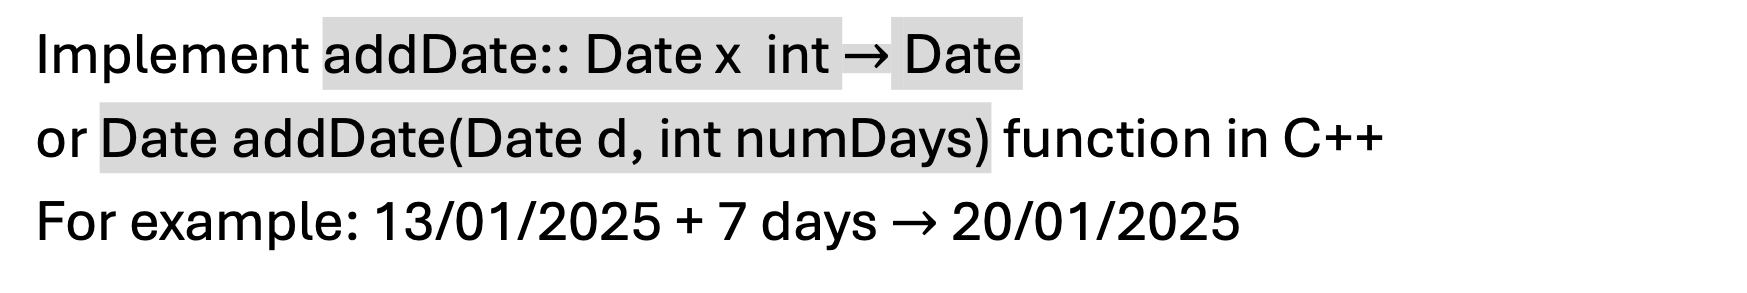 Implement addDate:: Date x  int → Date
or Date addDate(Date d, int numDays) function in C++
For example: 13/01/2025 + 7 days → 20/01/2025